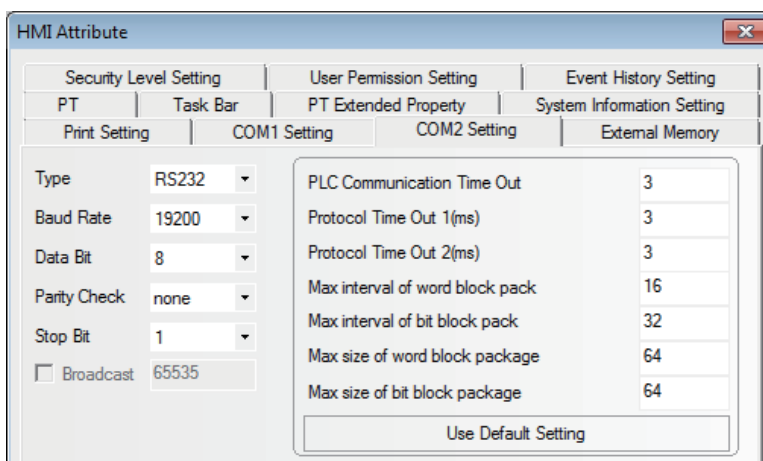 HMI Attribute
Security Level Setting User Permission Setting Event History Setting
PT Task Bar PT Extended Property System Information Setting
Print Setting COM1 Setting COM2 Setting External Memory
Type RS232
Baud Rate 19200
Data Bit 8
Parity Check none
Stop Bit 1
Broadcast 65535
PLC Communication Time Out 3
Protocol Time Out 1(ms) 3
Protocol Time Out 2(ms) 3
Max interval of word block pack 16
Max interval of bit block pack 32
Max size of word block package 64
Max size of bit block package 64
Use Default Setting